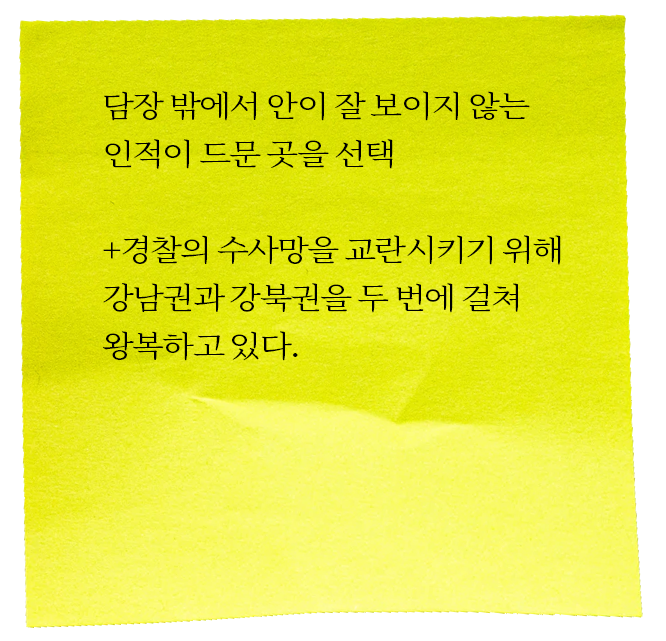 담장 밖에서 안이 잘 보이지 않는
인적이 드문 곳을 선택
+경찰의 수사망을 교란시키기 위해
강남권과 강북권을 두 번에 걸쳐
왕복하고 있다.